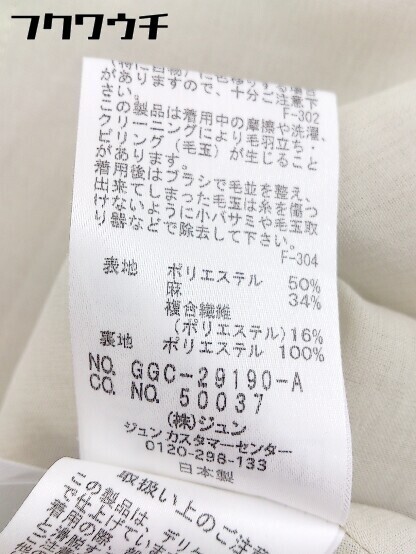 フクワウチ
がありますので、十分ご注意下
さい。
F-302
この製品は着用中の摩擦や洗濯、
クリーニングにより毛羽立ち・
ピリング（毛玉）が生じること
があります。
着用後はブラシで毛並を整え、
出来てしまった毛玉は糸を傷つ
けないように小バサミや毛玉取
り器などで除去して下さい。
F-304
表地 ポリエステル 50%
麻 34%
複合繊維
（ポリエステル）16%
裏地 ポリエステル 100%
NO. GGC-29190-A
CO. NO. 50037
（株）ジュン
ジュンカスタマーセンター
0120-298-133
日本製
取扱い上のご注
この製品は、デリケ
で仕上げていま
着用の際、